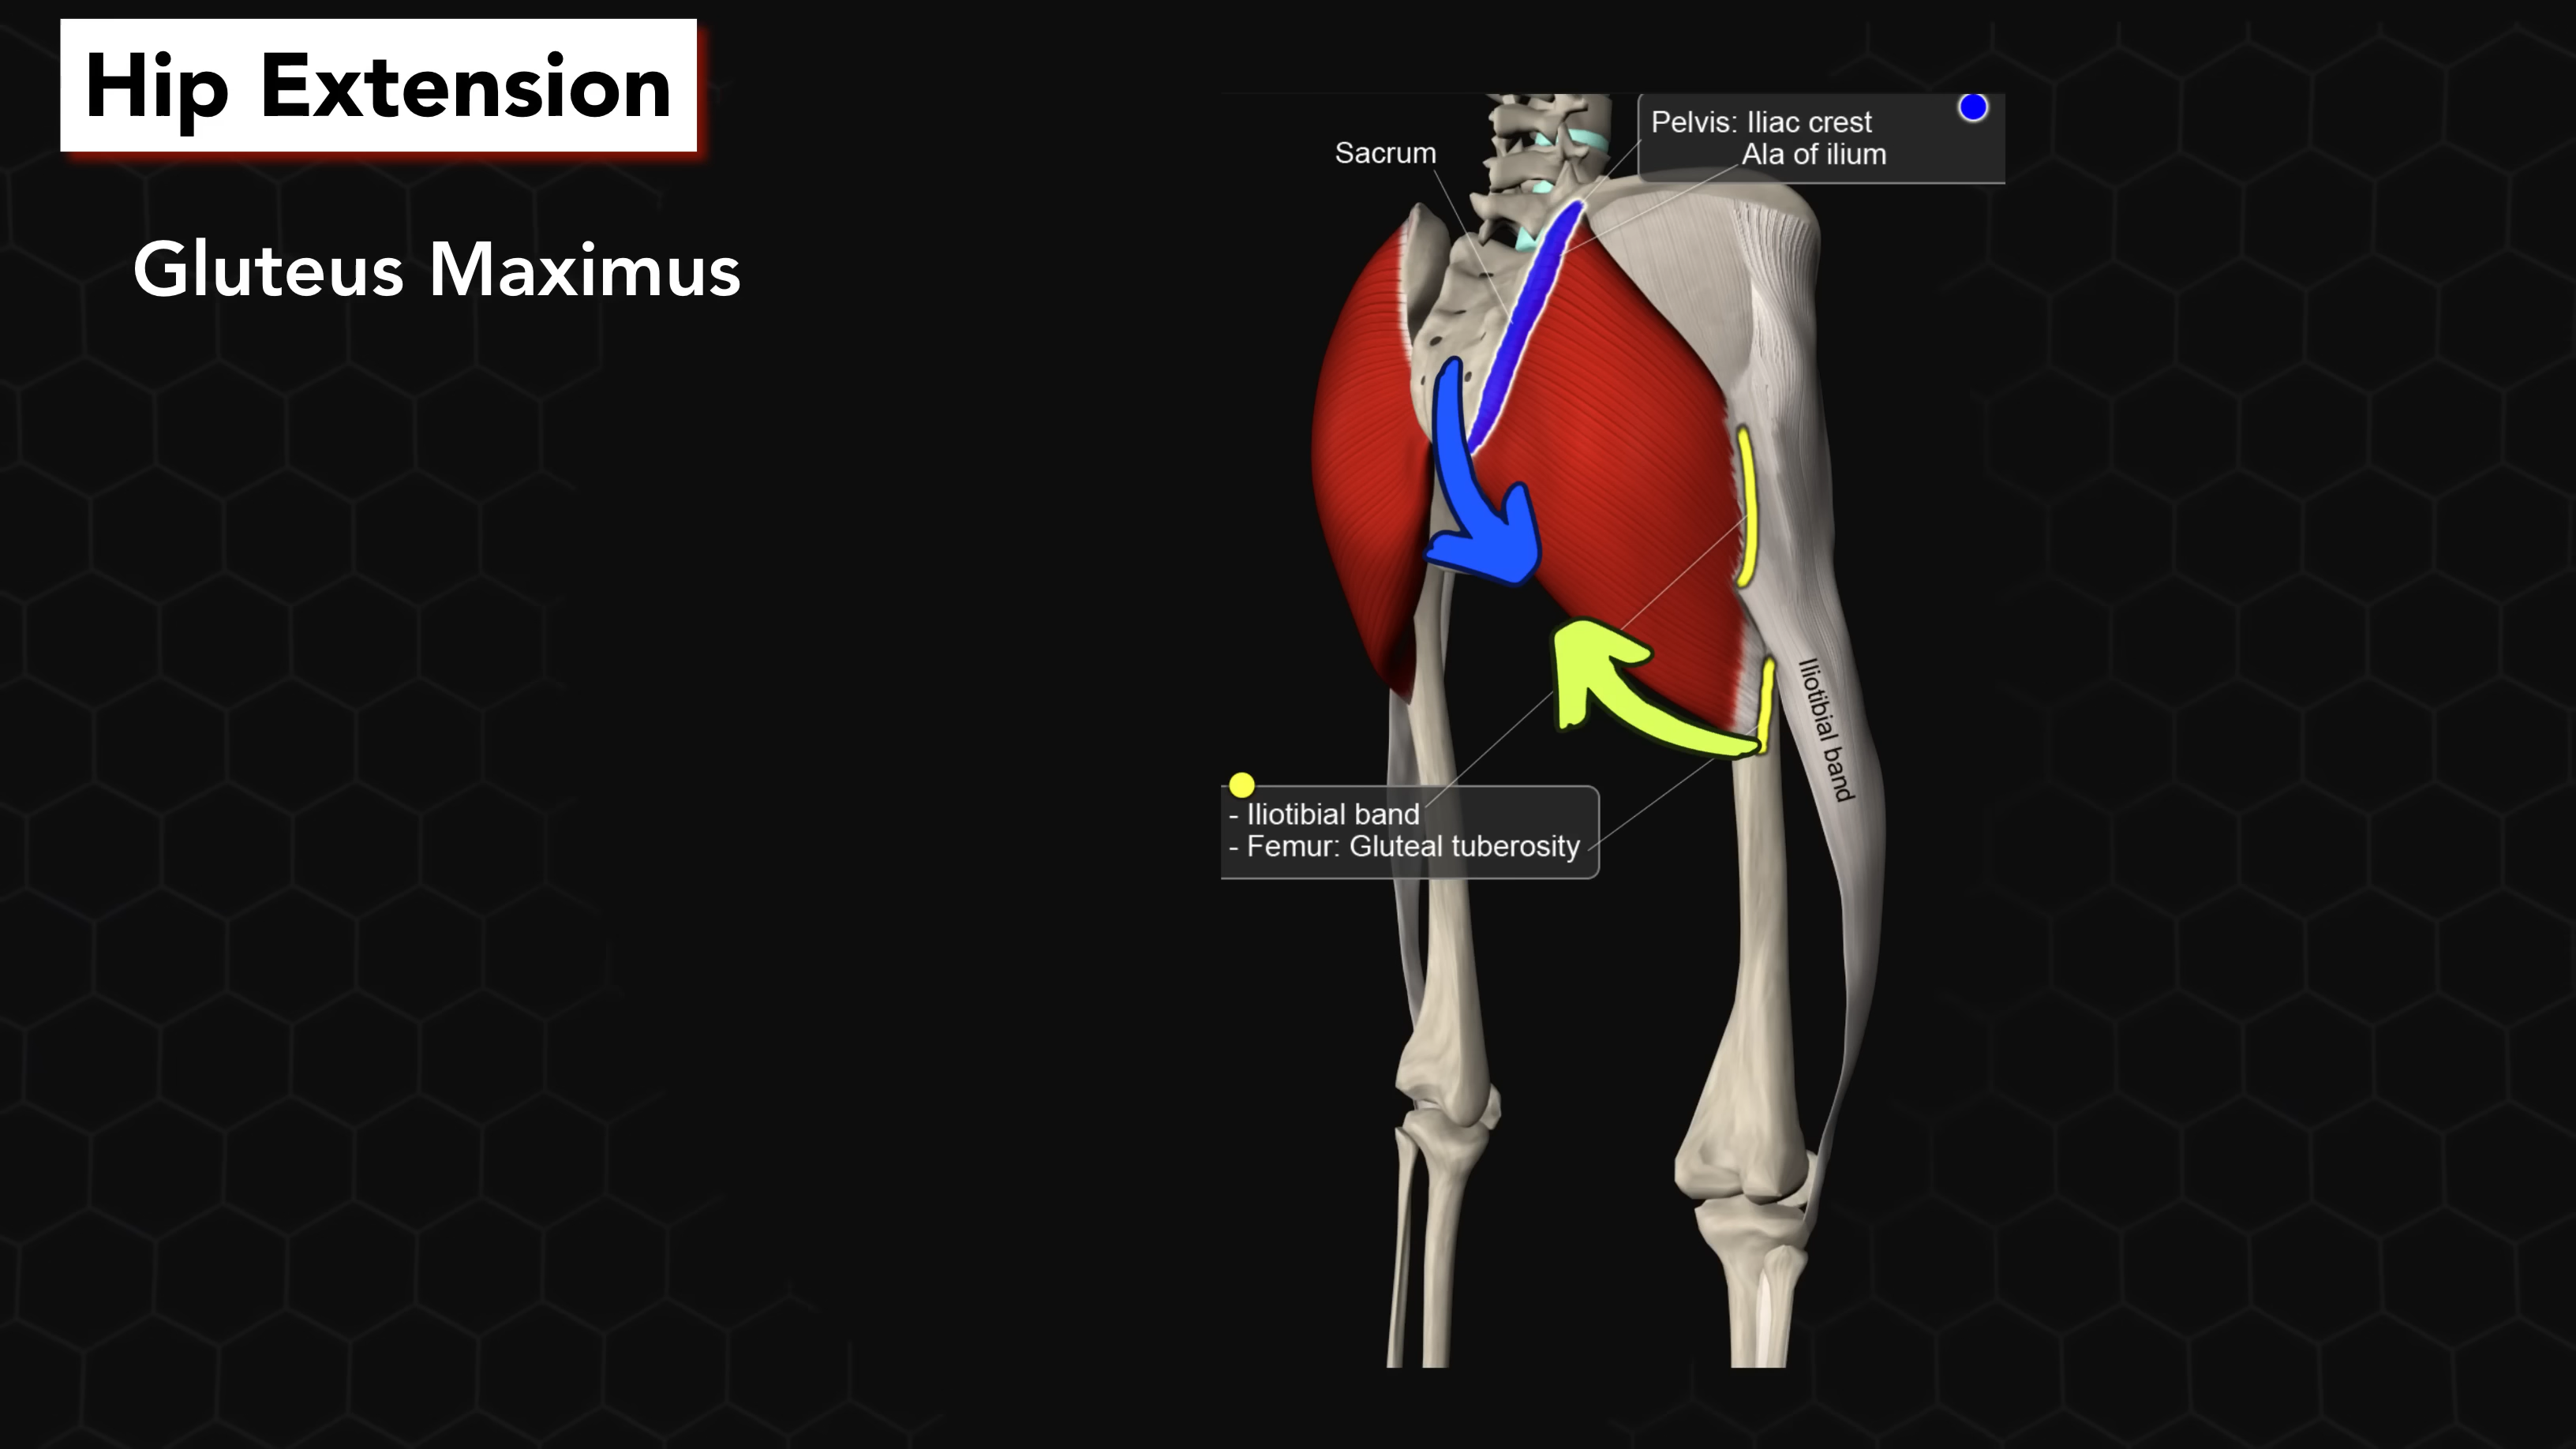 Hip Extension
Gluteus Maximus
Sacrum
Pelvis: Iliac crest
Ala of ilium
Iliotibial band
- Iliotibial band
- Femur: Gluteal tuberosity